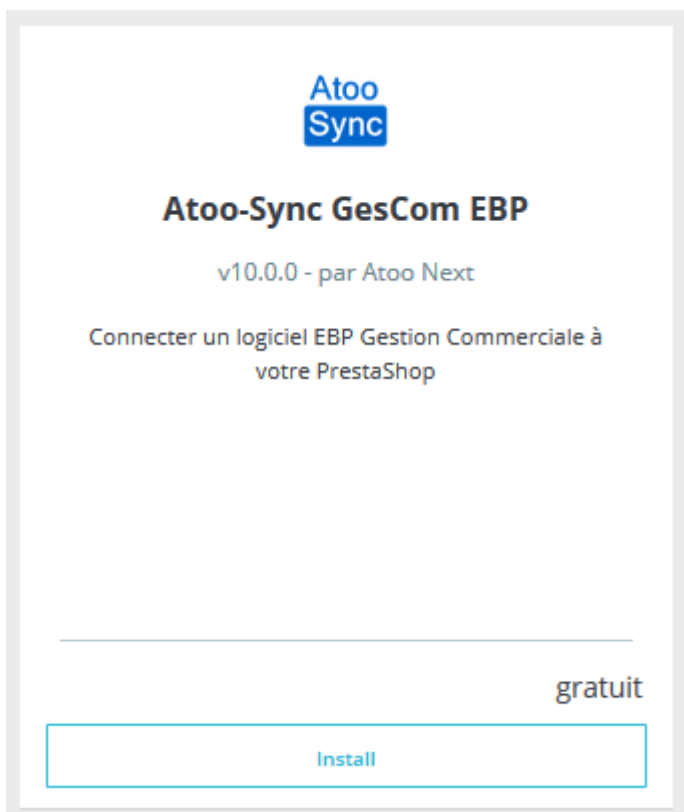 Atoo
Sync
Atoo-Sync GesCom EBP
v10.0.0 - par Atoo Next
Connecter un logiciel EBP Gestion Commerciale à
votre PrestaShop
gratuit
Install